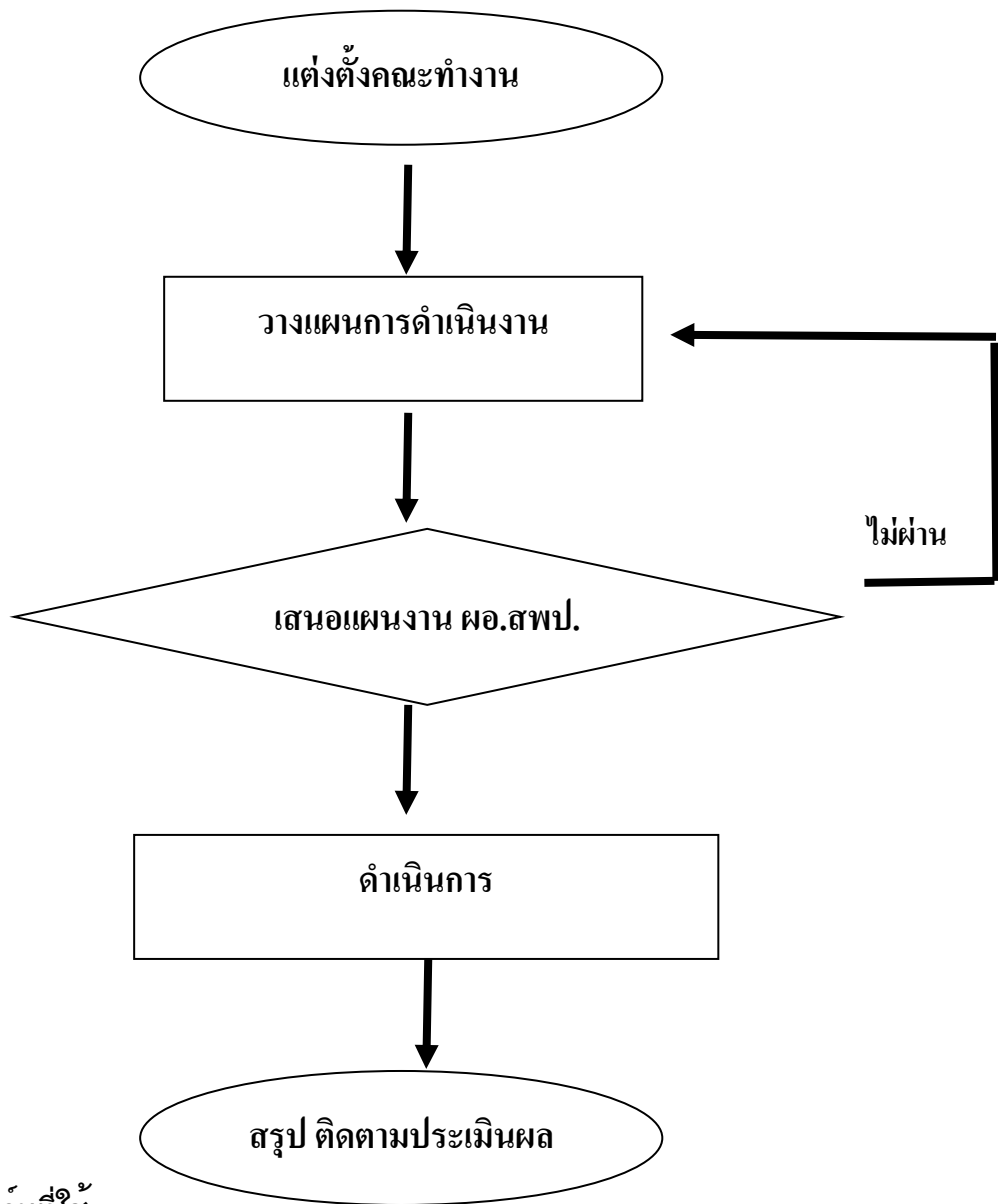 แต่งตั้งคณะทำงาน
วางแผนการดำเนินงาน
ไม่ผ่าน
เสนอแผนงาน ผอ.สพป.
ดำเนินการ
สรุป ติดตามประเมินผล